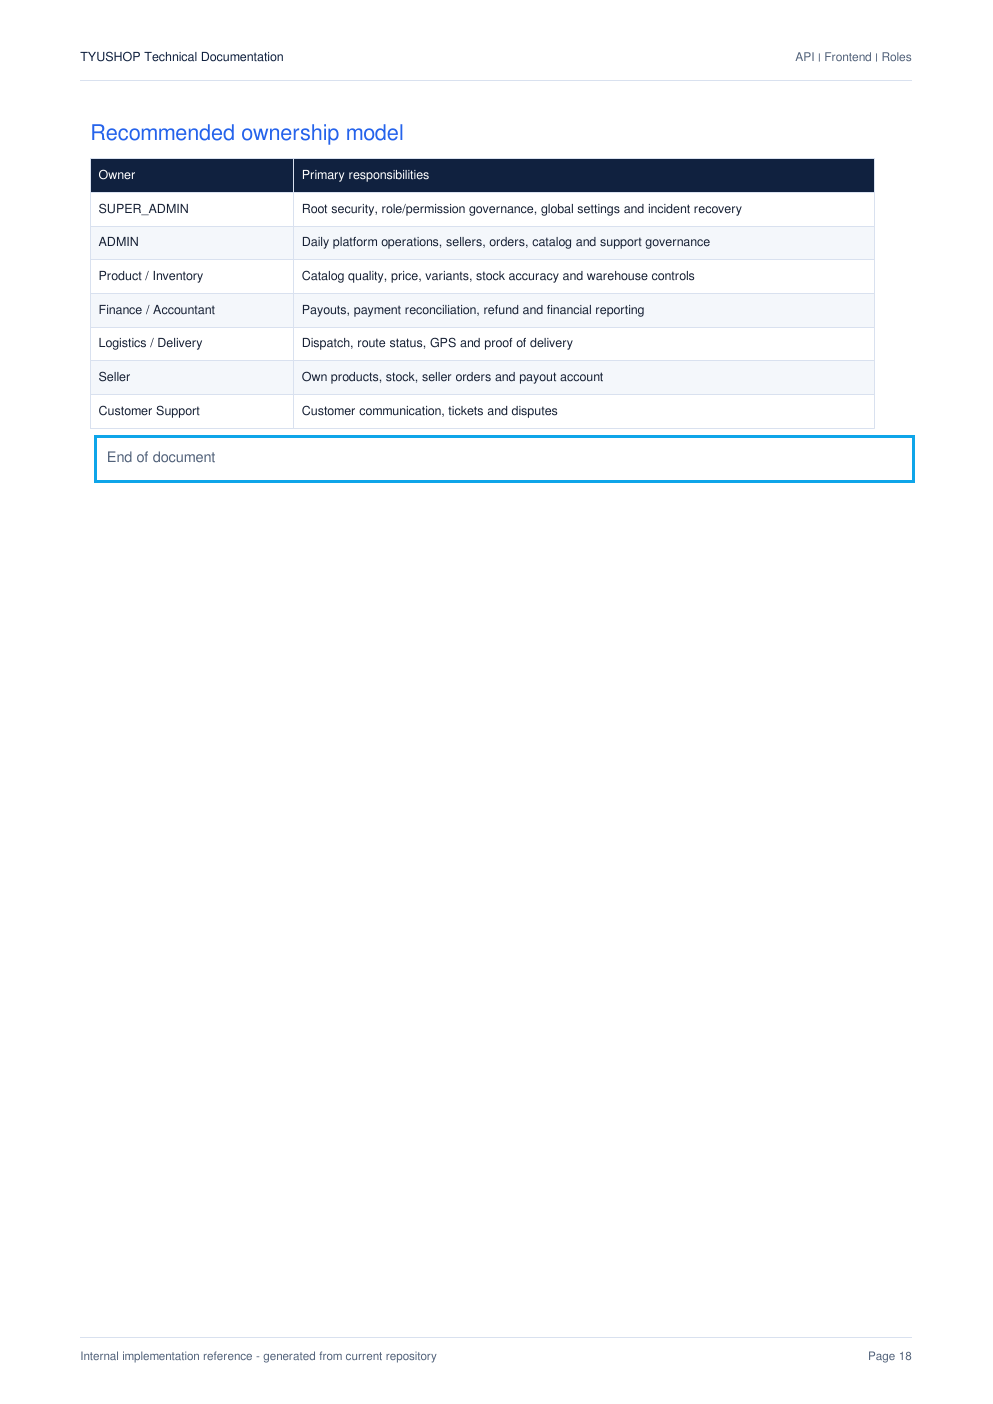 TYUSHOP Technical Documentation
API | Frontend | Roles
Recommended ownership model
Owner Primary responsibilities
SUPER_ADMIN Root security, role/permission governance, global settings and incident recovery
ADMIN Daily platform operations, sellers, orders, catalog and support governance
Product / Inventory Catalog quality, price, variants, stock accuracy and warehouse controls
Finance / Accountant Payouts, payment reconciliation, refund and financial reporting
Logistics / Delivery Dispatch, route status, GPS and proof of delivery
Seller Own products, stock, seller orders and payout account
Customer Support Customer communication, tickets and disputes
End of document
Internal implementation reference - generated from current repository
Page 18